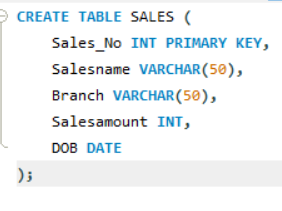 CREATE TABLE SALES (
Sales_No INT PRIMARY KEY,
Salesname VARCHAR(50),
Branch VARCHAR(50),
Salesamount INT,
DOB DATE
);